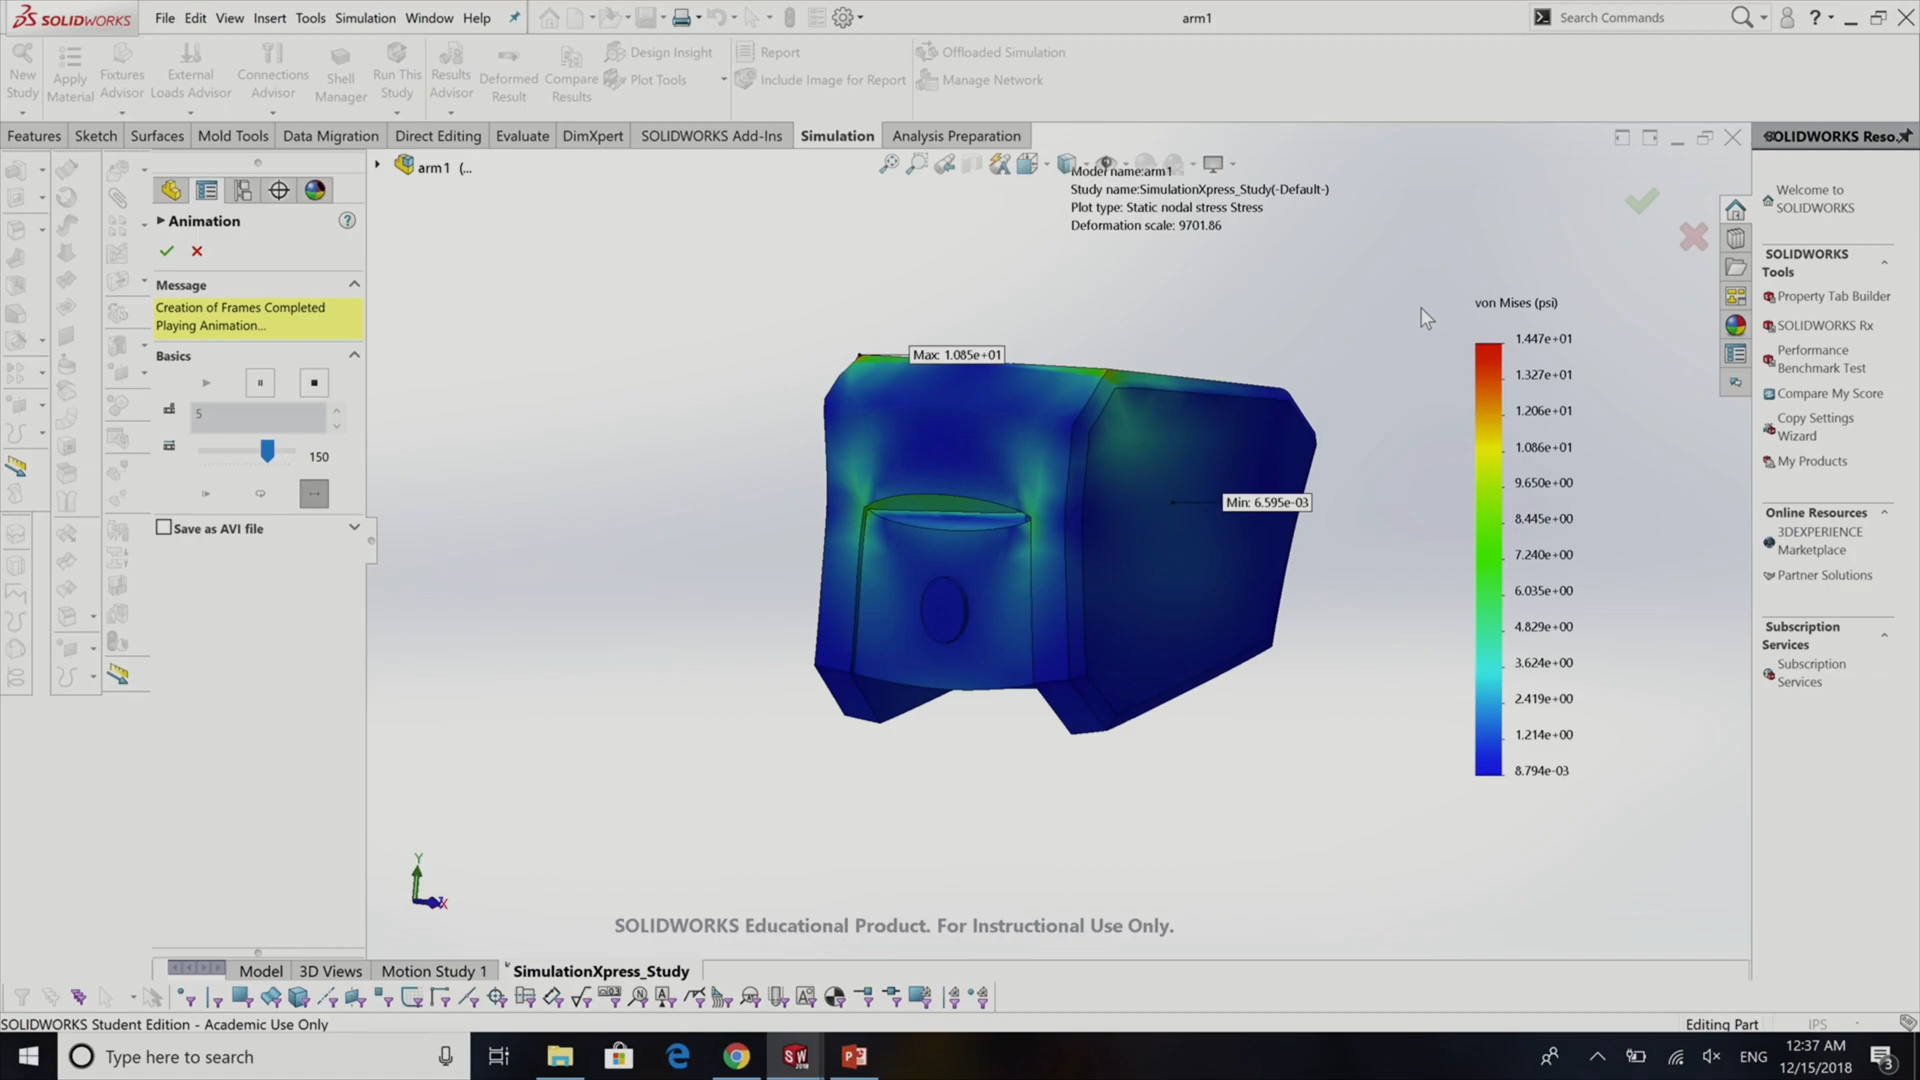 SOLIDWORKS
File Edit View Insert Tools Simulation Window Help
arm1
Search Commands
New Study
Apply Material
Fixtures Advisor
External Loads Advisor
Connections Advisor
Shell Manager
Run This Study
Results Advisor
Deformed Result
Compare Results
Design Insight
Plot Tools
Report
Include Image for Report
Offloaded Simulation
Manage Network
Features Sketch Surfaces Mold Tools Data Migration Direct Editing Evaluate DimXpert SOLIDWORKS Add-Ins Simulation Analysis Preparation
SOLIDWORKS Reso...
arm1 (...
Animation
Message
Creation of Frames Completed
Playing Animation...
Basics
5
150
Save as AVI file
Model name:arm1
Study name:SimulationXpress_Study(-Default-)
Plot type: Static nodal stress Stress
Deformation scale: 9701.86
Max: 1.085e+01
Min: 6.595e-03
von Mises (psi)
1.447e+01
1.327e+01
1.206e+01
1.086e+01
9.650e+00
8.445e+00
7.240e+00
6.035e+00
4.829e+00
3.624e+00
2.419e+00
1.214e+00
8.794e-03
Y
X
SOLIDWORKS Educational Product. For Instructional Use Only.
Welcome to
SOLIDWORKS
SOLIDWORKS
Tools
Property Tab Builder
SOLIDWORKS Rx
Performance
Benchmark Test
Compare My Score
Copy Settings
Wizard
My Products
Online Resources
3DEXPERIENCE
Marketplace
Partner Solutions
Subscription
Services
Subscription
Services
Model 3D Views Motion Study 1 SimulationXpress_Study
SOLIDWORKS Student Edition - Academic Use Only
Editing Part
IPS
Type here to search
ENG
12:37 AM
12/15/2018
3